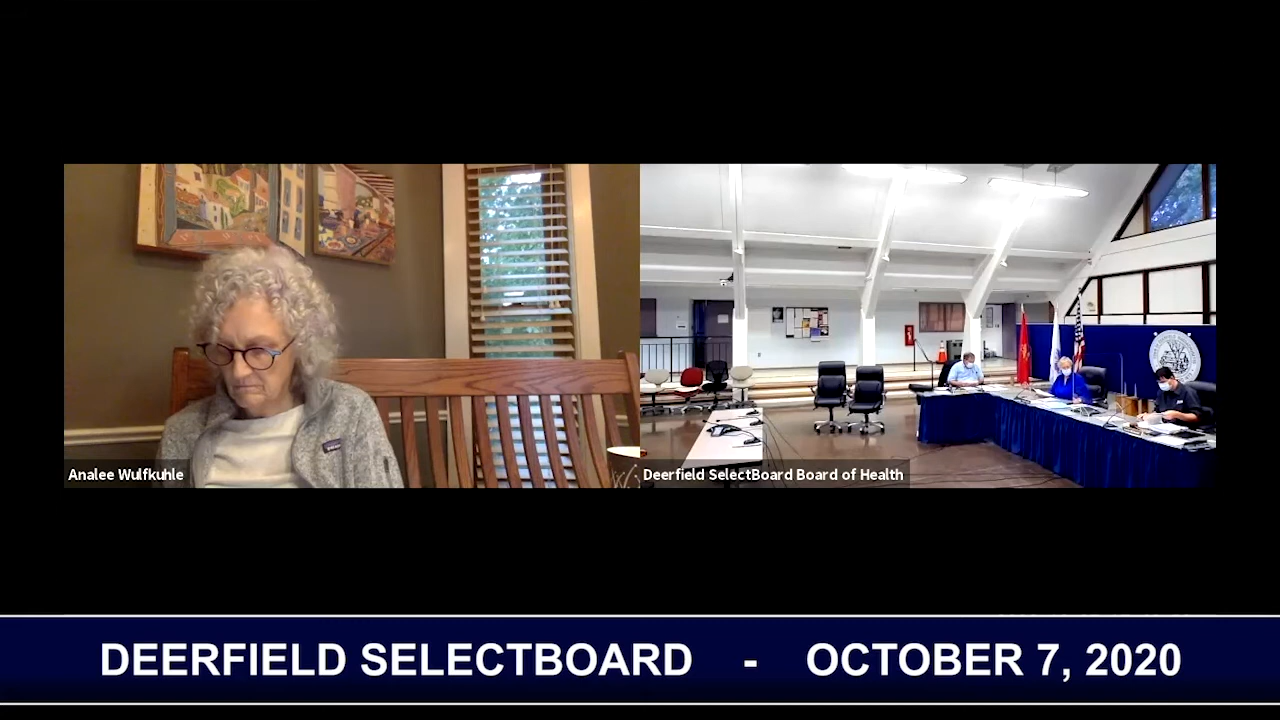 Analee Wulfkuhle
Deerfield SelectBoard Board of Health
DEERFIELD SELECTBOARD - OCTOBER 7, 2020